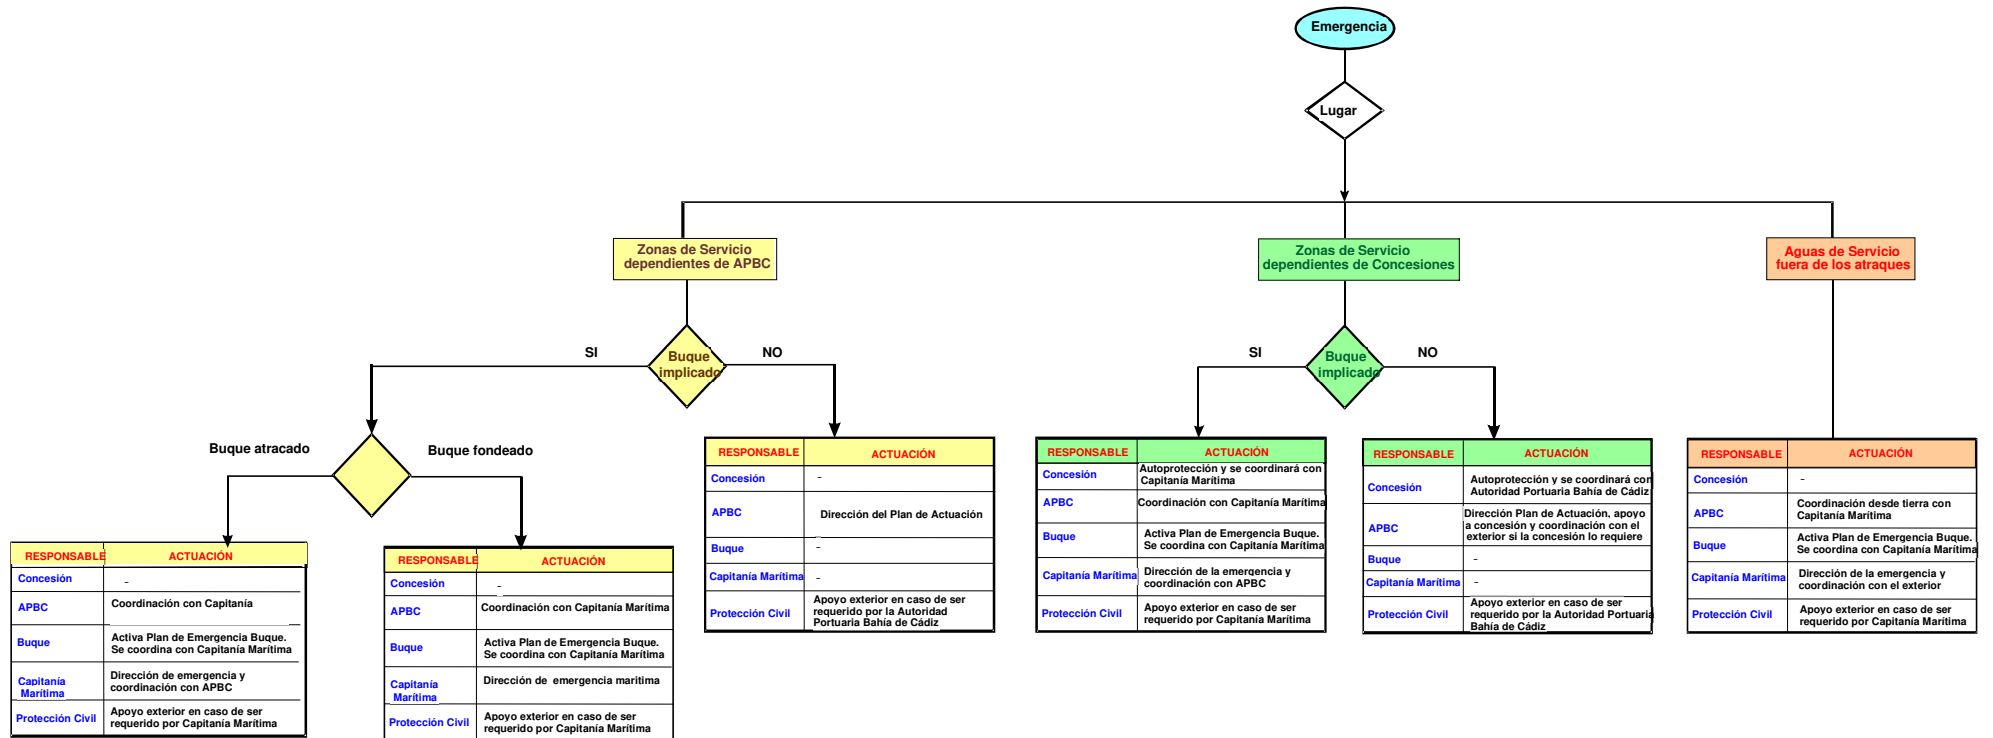 Emergencia
Lugar
Zonas de Servicio
dependientes de APBC
Zonas de Servicio
dependientes de Concesiones
Aguas de Servicio
fuera de los atraques
SI
Buque
implicado
NO
SI
Buque
implicado
NO
Buque atracado
Buque fondeado
RESPONSABLE ACTUACIÓN
Concesión -
APBC Coordinación con Capitanía
Buque Activa Plan de Emergencia Buque.
Se coordina con Capitanía Marítima
Capitanía
Marítima
Dirección de emergencia y
coordinación con APBC
Protección Civil Apoyo exterior en caso de ser
requerido por Capitanía Marítima
RESPONSABLE ACTUACIÓN
Concesión -
APBC Coordinación con Capitanía Marítima
Buque Activa Plan de Emergencia Buque.
Se coordina con Capitanía Marítima
Capitanía
Marítima
Dirección de emergencia maritima
Protección Civil Apoyo exterior en caso de ser
requerido por Capitanía Marítima
RESPONSABLE ACTUACIÓN
Concesión -
APBC Dirección del Plan de Actuación
Buque -
Capitanía Marítima -
Protección Civil Apoyo exterior en caso de ser
requerido por la Autoridad
Portuaria Bahía de Cádiz
RESPONSABLE ACTUACIÓN
Concesión Autoprotección y se coordinará con
Capitanía Marítima
APBC Coordinación con Capitanía Marítima
Buque Activa Plan de Emergencia Buque.
Se coordina con Capitanía Marítima
Capitanía Marítima Dirección de la emergencia y
coordinación con APBC
Protección Civil Apoyo exterior en caso de ser
requerido por Capitanía Marítima
RESPONSABLE ACTUACIÓN
Concesión Autoprotección y se coordinará con
Autoridad Portuaria Bahía de Cádiz
APBC Dirección Plan de Actuación, apoyo
a concesión y coordinación con el
exterior si la concesión lo requiere
Buque -
Capitanía Marítima -
Protección Civil Apoyo exterior en caso de ser
requerido por la Autoridad Portuaria
Bahía de Cádiz
RESPONSABLE ACTUACIÓN
Concesión -
APBC Coordinación desde tierra con
Capitanía Marítima
Buque Activa Plan de Emergencia Buque.
Se coordina con Capitanía Marítima
Capitanía Marítima Dirección de la emergencia y
coordinación con el exterior
Protección Civil Apoyo exterior en caso de ser
requerido por Capitanía Marítima